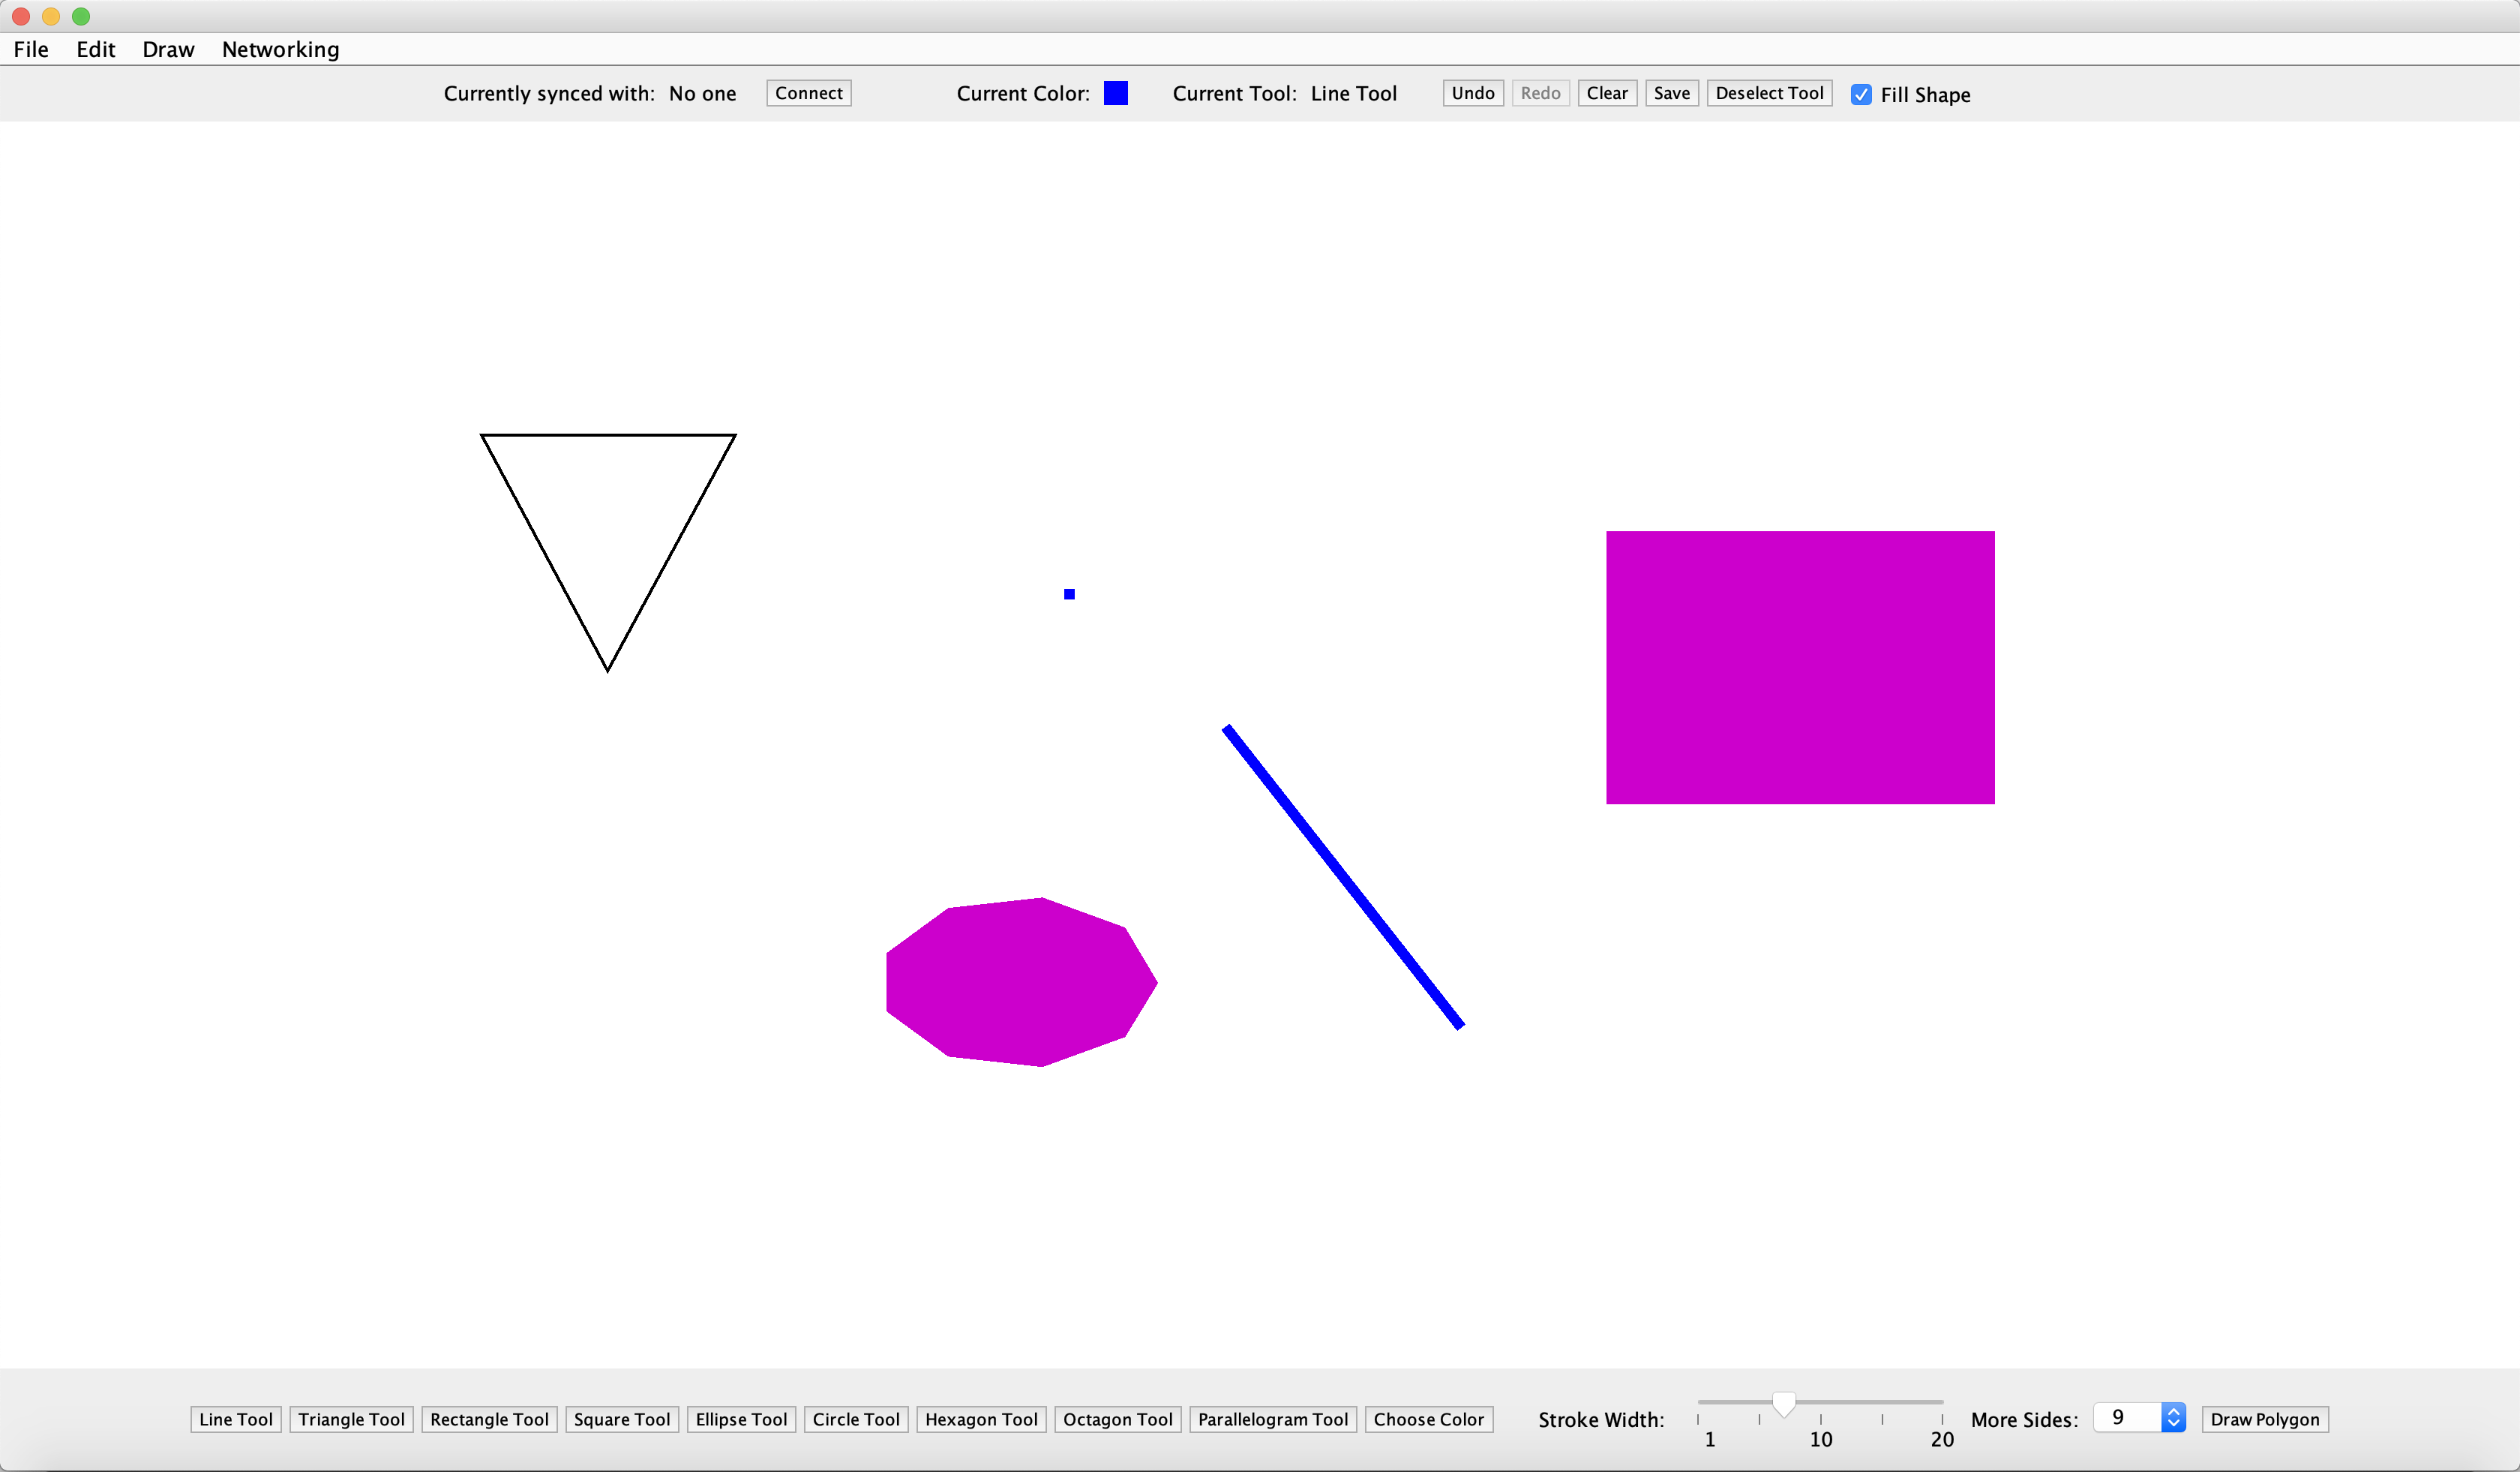 File Edit Draw Networking
Currently synced with: No one Connect Current Color: Current Tool: Line Tool Undo Redo Clear Save Deselect Tool Fill Shape
Line Tool Triangle Tool Rectangle Tool Square Tool Ellipse Tool Circle Tool Hexagon Tool Octagon Tool Parallelogram Tool Choose Color Stroke Width: More Sides: 9 Draw Polygon
1 10 20